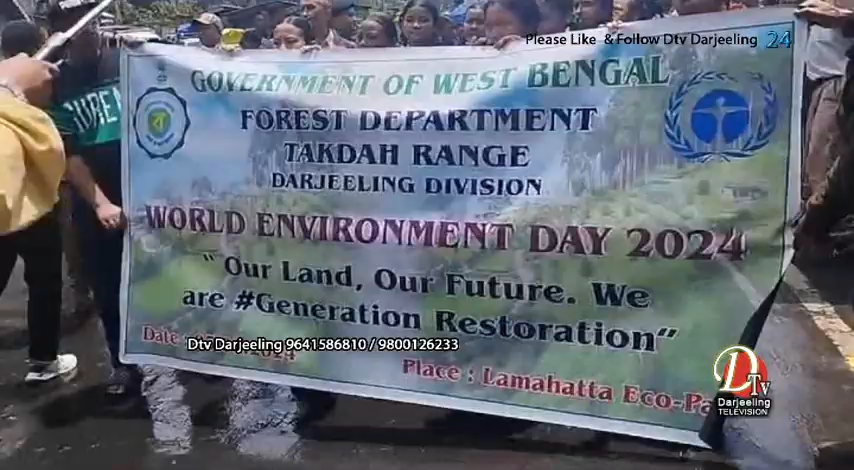 Please Like & Follow Dtv Darjeeling 24
GOVERNMENT OF WEST BENGAL
FOREST DEPARTMENT
TAKDAH RANGE
DARJEELING DIVISION
WORLD ENVIRONMENT DAY 2024
" Our Land, Our Future. We
are #Generation Restoration"
Date
Dtv Darjeeling 9641586810 / 9800126233
Place : Lamahatta Eco-Pa
DTv
Darjeeling
TELEVISION